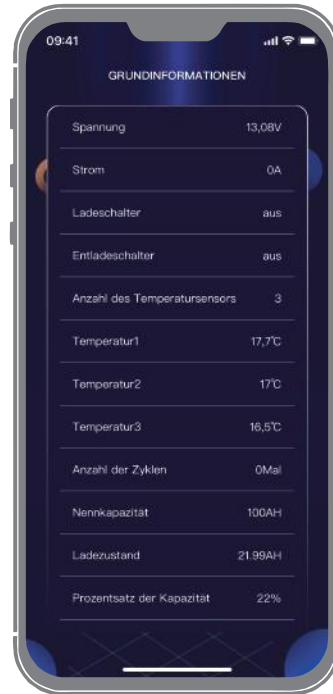 09:41
GRUNDINFORMATIONEN
Spannung 13,08V
Strom 0A
Ladeschalter aus
Entladeschalter aus
Anzahl des Temperatursensors 3
Temperatur1 17,7℃
Temperatur2 17℃
Temperatur3 16,5℃
Anzahl der Zyklen 0Mal
Nennkapazität 100AH
Ladezustand 21.99AH
Prozentsatz der Kapazität 22%